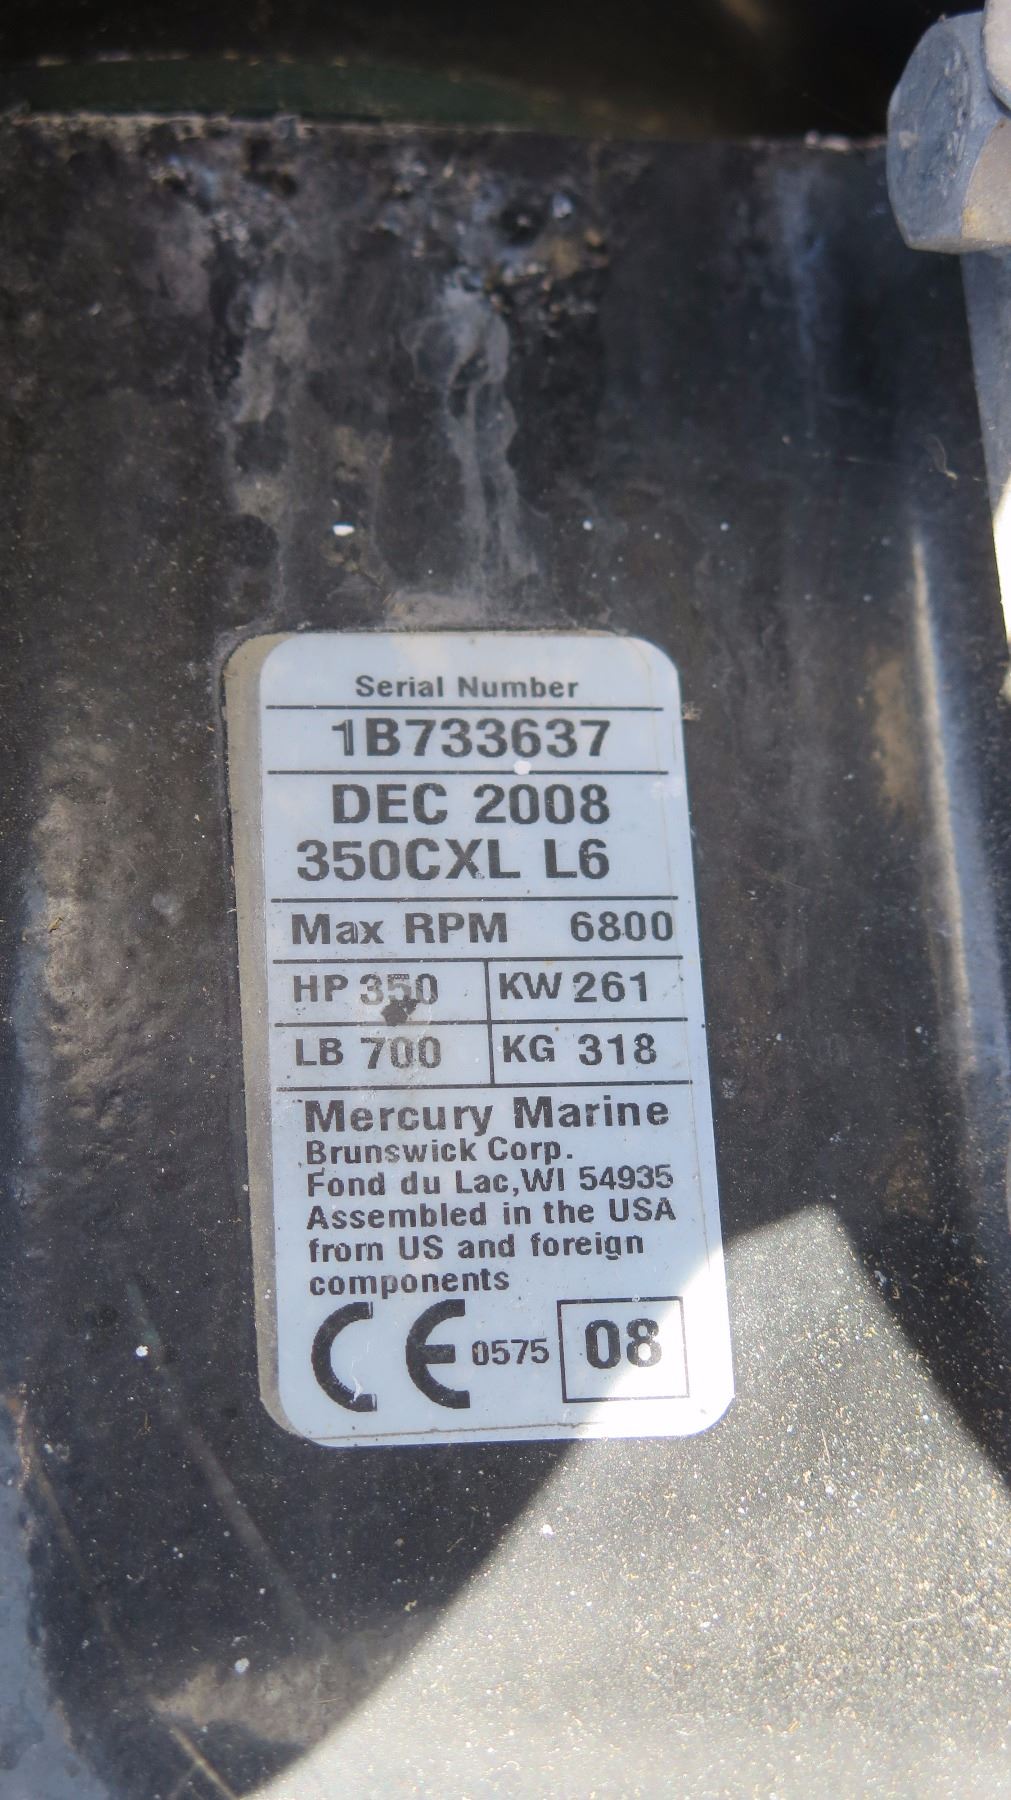 Serial Number
1B733637
DEC 2008
350CXL L6
Max RPM 6800
HP 350 KW 261
LB 700 KG 318
Mercury Marine
Brunswick Corp.
Fond du Lac, WI 54935
Assembled in the USA
from US and foreign
components
CE 0575 08